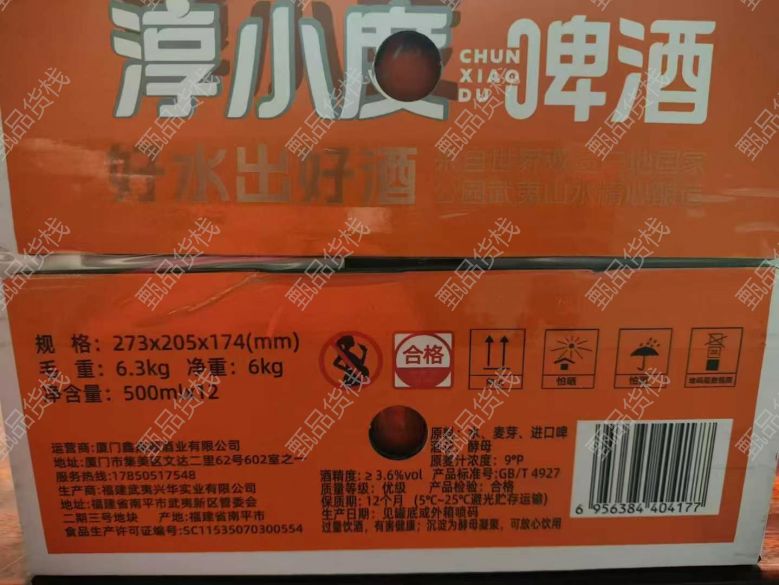 淳小度
CHUN
XIAO
DU
啤酒
好水出好酒
规 格: 273x205x174(mm)
毛 重: 6.3kg 净重: 6kg
净含量: 500mlx12
合格
怕晒
运营商:厦门鑫 酒业有限公司
地址:厦门市集美区文达二里62号602室之一
服务热线:17850517548
生产商:福建武夷兴华实业有限公司
地址:福建省南平市武夷新区管委会
二期三号地块 产地:福建省南平市
食品生产许可证编号:SC11535070300554
水、麦芽、进口啤
酵母
原麦汁浓度: 9°P
酒精度: ≥3.6%vol 产品标准号:GB/T 4927
质量等级: 优级 产品检验: 合格
保质期: 12个月 (5℃-25℃避光贮存运输)
生产日期: 见罐底或外箱喷码
过量饮酒，有害健康; 沉淀为酵母凝泉，可放心饮用
6 956384 404177
甄品货栈